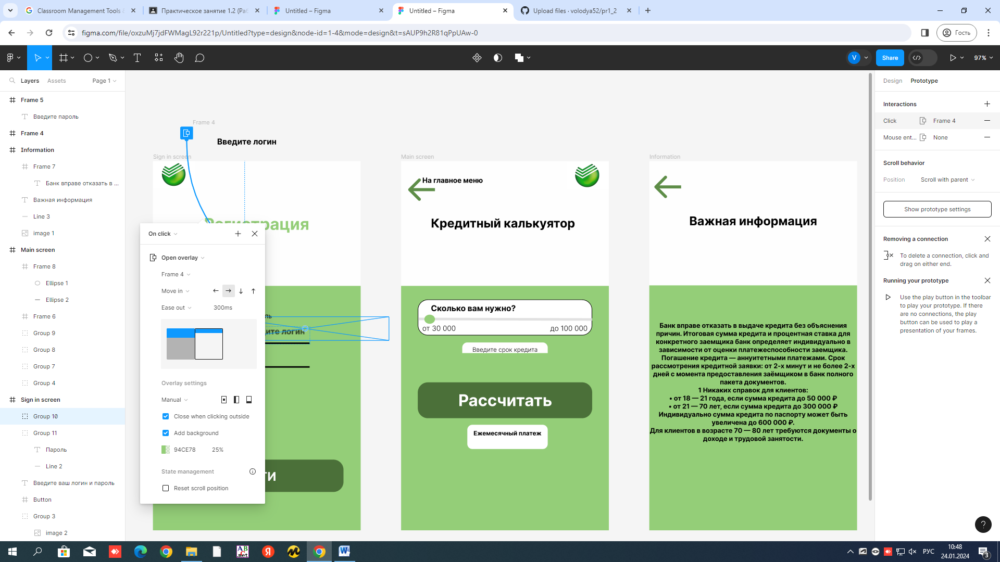 Classroom Management Tools &
Практическое занятие 1.2 (Раб
Untitled – Figma
Untitled – Figma
Upload files · volodya52/pr1_2
figma.com/file/oxzuMj7jdFWMagL92r221p/Untitled?type=design&node-id=1-4&mode=design&t=sAUP9h2R81qPpUAw-0
Гость
V
Share
97%
Layers
Assets
Page 1
Frame 5
Введите пароль
Frame 4
Information
Frame 7
Банк вправе отказать в ...
Важная информация
Line 3
image 1
Main screen
Frame 8
Ellipse 1
Ellipse 2
Frame 6
Group 9
Group 8
Group 7
Group 4
Sign in screen
Group 10
Group 11
Пароль
Line 2
Введите ваш логин и пароль
Button
Group 3
image 2
Frame 4
Введите логин
Sign in screen
Регистрация
On click
Open overlay
Frame 4
Move in
Ease out
300ms
Overlay settings
Manual
Close when clicking outside
Add background
94CE78
25%
State management
Reset scroll position
Main screen
На главное меню
Кредитный калькуятор
Сколько вам нужно?
от 30 000
до 100 000
Введите срок кредита
Рассчитать
Ежемесячный платеж
Information
Важная информация
Банк вправе отказать в выдаче кредита без объяснения
причин. Итоговая сумма кредита и процентная ставка для
конкретного заемщика банк определяет индивидуально в
зависимости от оценки платежеспособности заемщика.
Погашение кредита — аннуитетными платежами. Срок
рассмотрения кредитной заявки: от 2-х минут и не более 2-х
дней с момента предоставления заёмщиком в банк полного
пакета документов.
1 Никаких справок для клиентов:
• от 18 — 21 года, если сумма кредита до 50 000 ₽
• от 21 — 70 лет, если сумма кредита до 300 000 ₽
Индивидуально сумма кредита по паспорту может быть
увеличена до 600 000 ₽.
Для клиентов в возрасте 70 — 80 лет требуются документы о
доходе и трудовой занятости.
Design
Prototype
Interactions
Click
Frame 4
Mouse ent...
None
Scroll behavior
Position
Scroll with parent
Show prototype settings
Removing a connection
To delete a connection, click and
drag on either end.
Running your prototype
Use the play button in the toolbar
to play your prototype. If there
are no connections, the play
button can be used to play a
presentation of your frames.
?
РУС
10:48
24.01.2024
3